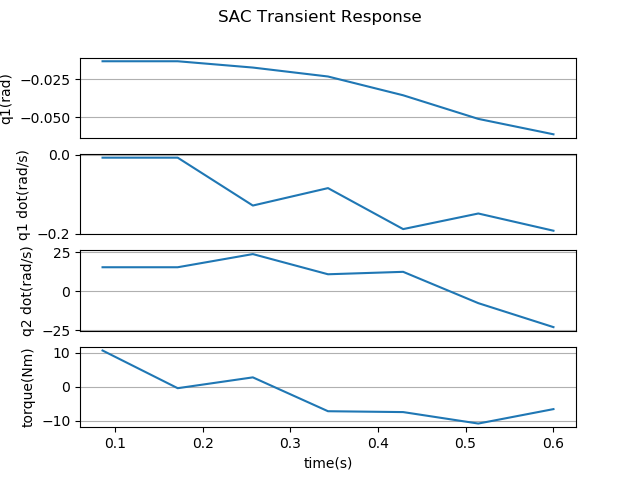 SAC Transient Response
q1(rad)
−0.025
−0.050
q1 dot(rad/s)
0.0
−0.2
q2 dot(rad/s)
25
0
−25
torque(Nm)
10
0
−10
0.1 0.2 0.3 0.4 0.5 0.6
time(s)